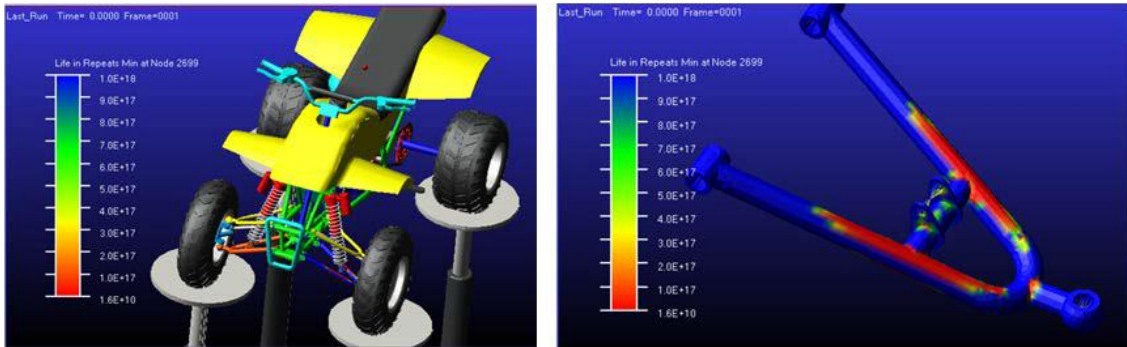 Last_Run Time= 0.0000 Frame=0001
Life in Repeats Min at Node 2699
1.0E+18
9.0E+17
8.0E+17
7.0E+17
6.0E+17
5.0E+17
4.0E+17
3.0E+17
2.0E+17
1.0E+17
1.6E+10
Last_Run Time= 0.0000 Frame=0001
Life in Repeats Min at Node 2699
1.0E+18
9.0E+17
8.0E+17
7.0E+17
6.0E+17
5.0E+17
4.0E+17
3.0E+17
2.0E+17
1.0E+17
1.6E+10